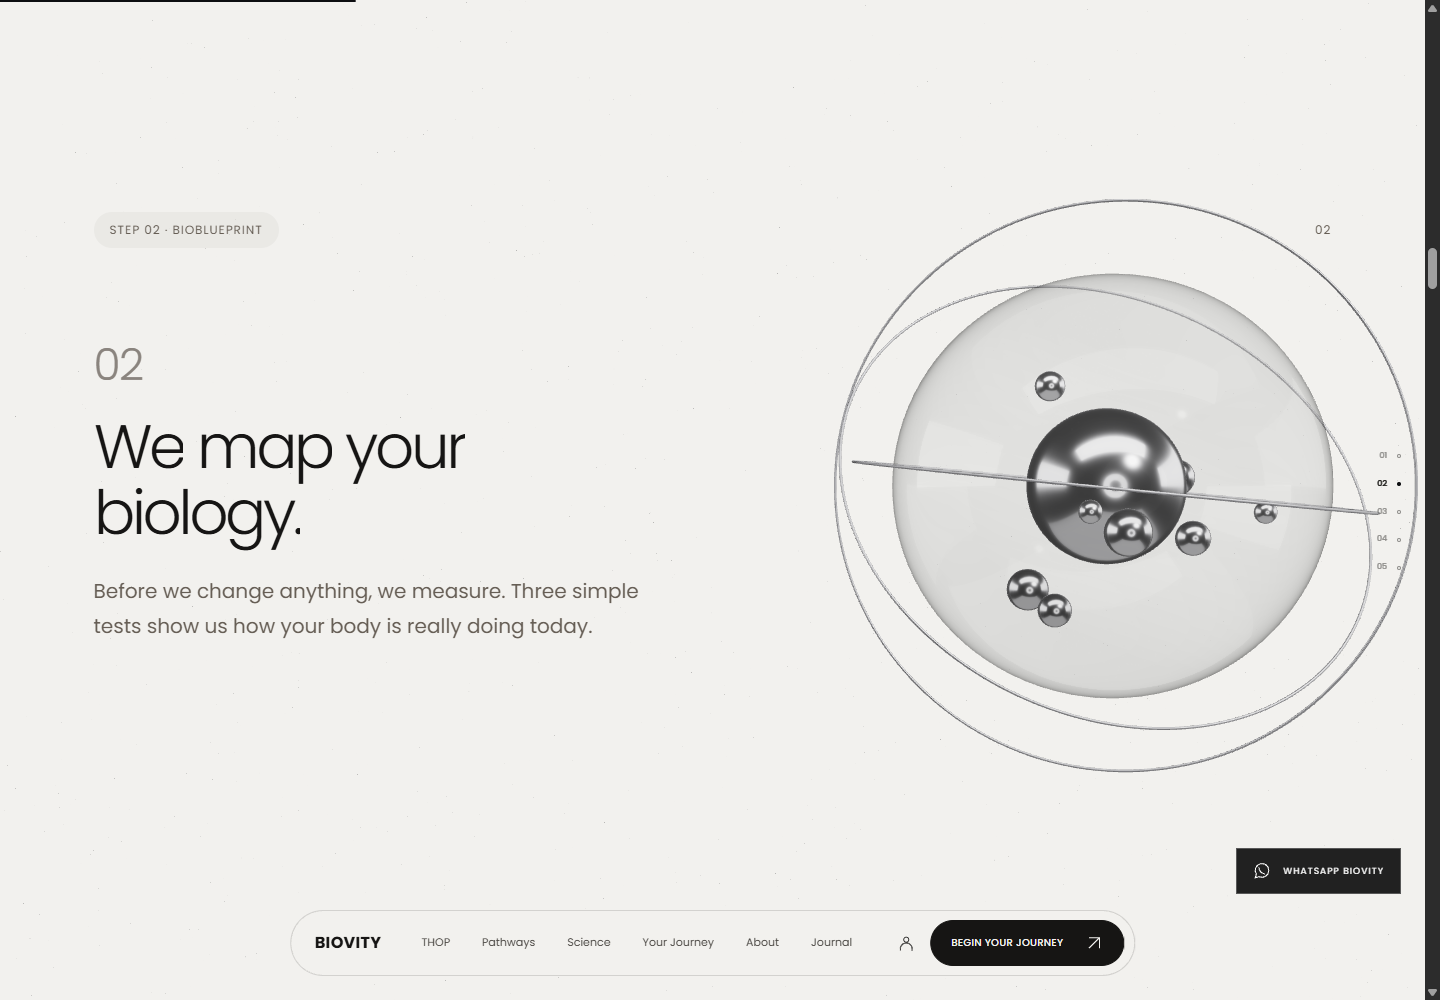 STEP 02 · BIOBLUEPRINT
02
02
We map your
biology.
Before we change anything, we measure. Three simple
tests show us how your body is really doing today.
01
02
03
04
05
WHATSAPP BIOVITY
BIOVITY THOP Pathways Science Your Journey About Journal BEGIN YOUR JOURNEY